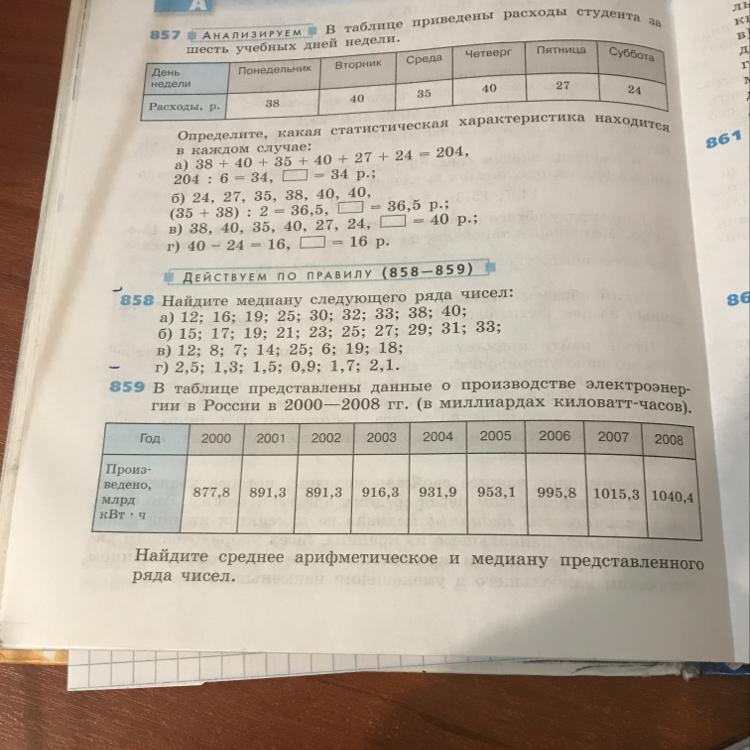 А
857 АНАЛИЗИРУЕМ В таблице приведены расходы студента за
шесть учебных дней недели.
День недели Понедельник Вторник Среда Четверг Пятница Суббота
Расходы, р. 38 40 35 40 27 24
Определите, какая статистическая характеристика находится
в каждом случае:
а) 38 + 40 + 35 + 40 + 27 + 24 = 204,
204 : 6 = 34, □ = 34 р.;
б) 24, 27, 35, 38, 40, 40,
(35 + 38) : 2 = 36,5, □ = 36,5 р.;
в) 38, 40, 35, 40, 27, 24, □ = 40 р.;
г) 40 − 24 = 16, □ = 16 р.
ДЕЙСТВУЕМ ПО ПРАВИЛУ (858—859)
858 Найдите медиану следующего ряда чисел:
а) 12; 16; 19; 25; 30; 32; 33; 38; 40;
б) 15; 17; 19; 21; 23; 25; 27; 29; 31; 33;
в) 12; 8; 7; 14; 25; 6; 19; 18;
г) 2,5; 1,3; 1,5; 0,9; 1,7; 2,1.
859 В таблице представлены данные о производстве электроэнер-
гии в России в 2000—2008 гг. (в миллиардах киловатт-часов).
Год 2000 2001 2002 2003 2004 2005 2006 2007 2008
Произ-
ведено,
млрд
кВт · ч 877,8 891,3 891,3 916,3 931,9 953,1 995,8 1015,3 1040,4
Найдите среднее арифметическое и медиану представленного
ряда чисел.
861